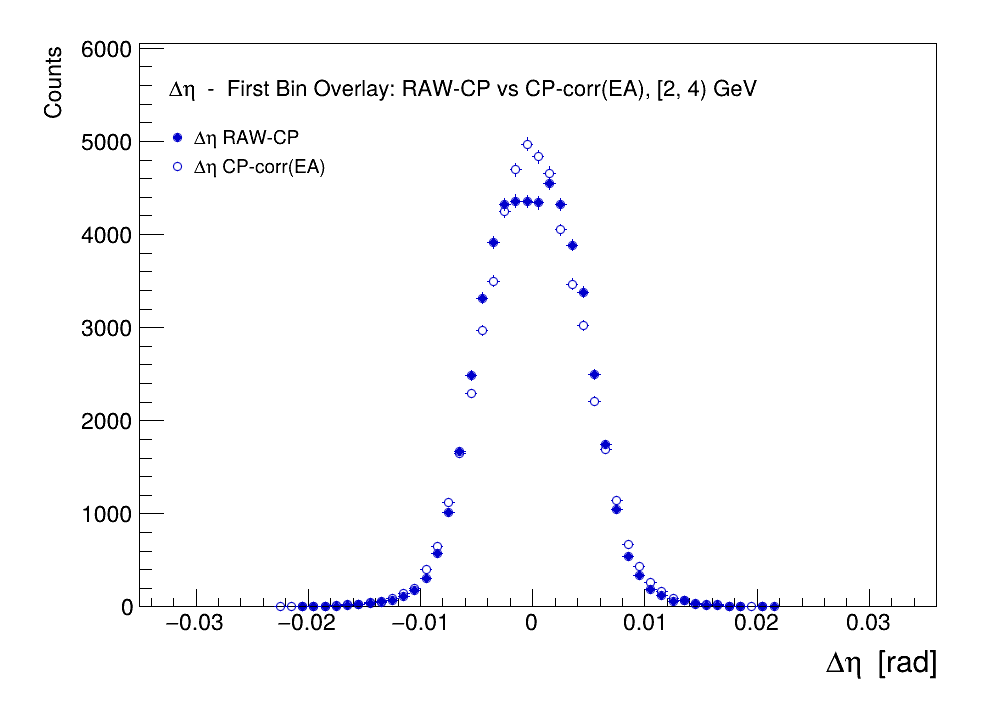 Counts
6000
Δη - First Bin Overlay: RAW-CP vs CP-corr(EA), [2, 4) GeV
5000
Δη RAW-CP
Δη CP-corr(EA)
4000
3000
2000
1000
0
−0.03 −0.02 −0.01 0 0.01 0.02 0.03
Δη [rad]